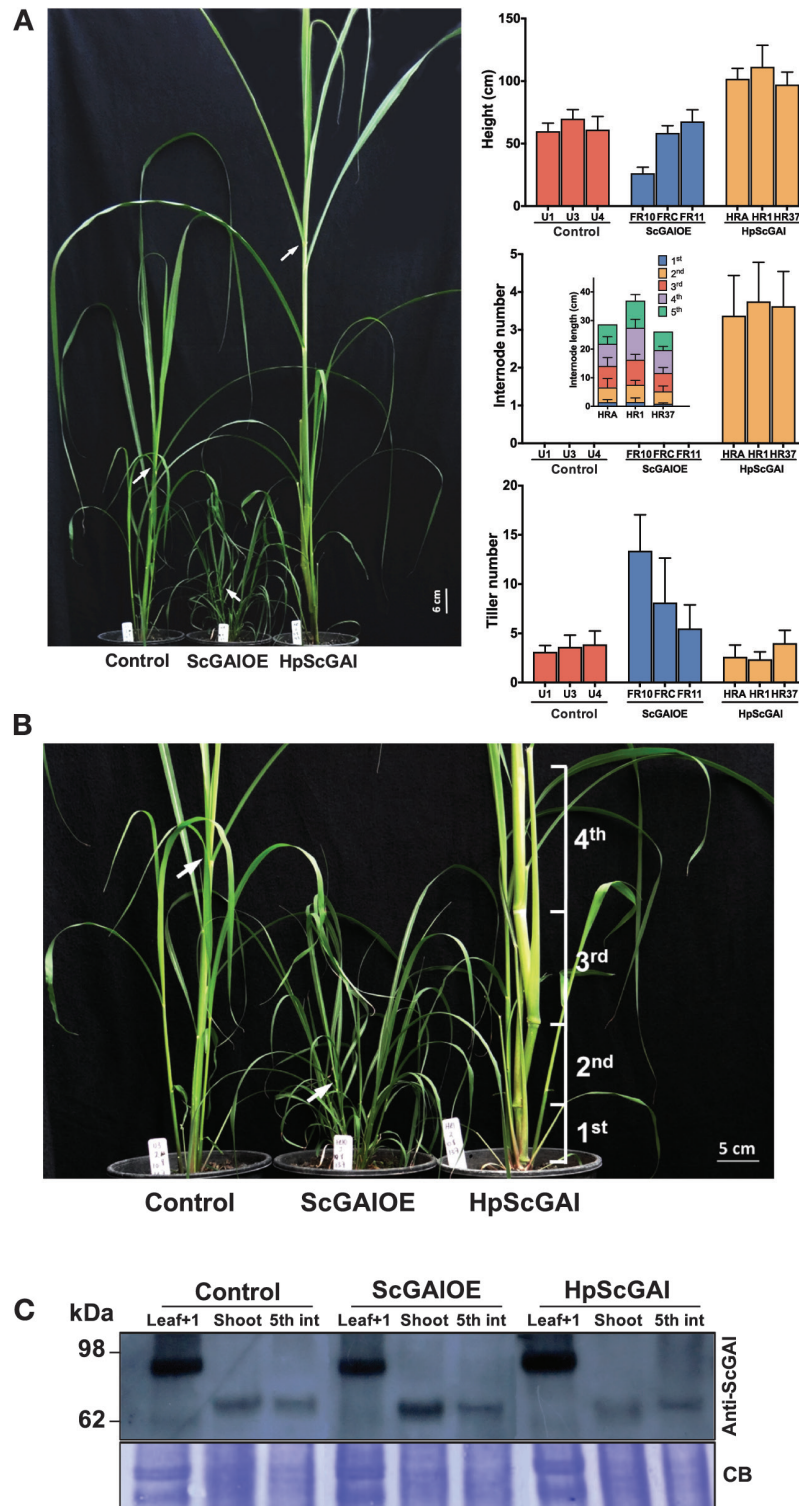 A
6 cm
Control ScGAIOE HpScGAI
Height (cm)
150
100
50
0
U1 U3 U4 FR10 FRC FR11 HRA HR1 HR37
Control ScGAIOE HpScGAI
Internode number
5
4
3
2
1
0
Internode length (cm)
40
30
20
10
0
HRA HR1 HR37
1st
2nd
3rd
4th
5th
U1 U3 U4 FR10 FRC FR11 HRA HR1 HR37
Control ScGAIOE HpScGAI
Tiller number
20
15
10
5
0
U1 U3 U4 FR10 FRC FR11 HRA HR1 HR37
Control ScGAIOE HpScGAI
B
4th
3rd
2nd
1st
5 cm
Control ScGAIOE HpScGAI
C
kDa
Control ScGAIOE HpScGAI
Leaf+1 Shoot 5th int Leaf+1 Shoot 5th int Leaf+1 Shoot 5th int
98
62
Anti-ScGAI
CB